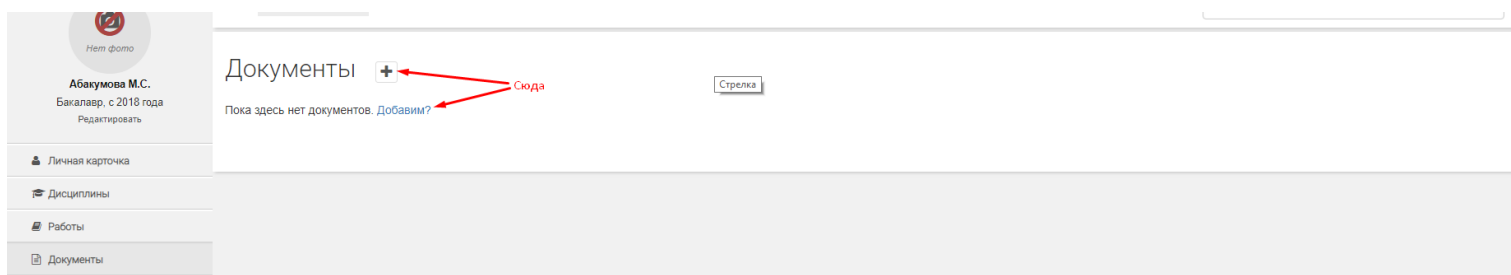 Нет фото
Абакумова М.С.
Бакалавр, с 2018 года
Редактировать
Личная карточка
Дисциплины
Работы
Документы
Документы
Сюда
Стрелка
Пока здесь нет документов. Добавим?